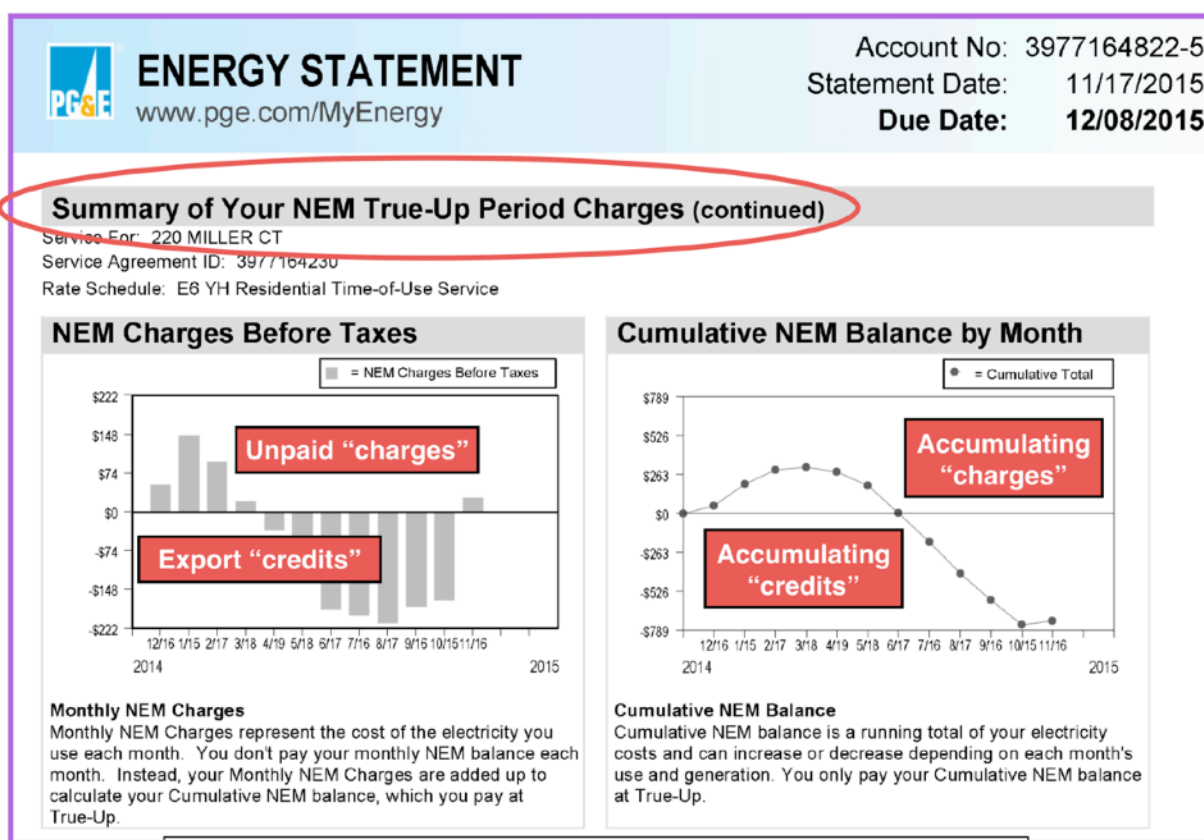 PG&E
ENERGY STATEMENT
www.pge.com/MyEnergy
Account No: 3977164822-5
Statement Date: 11/17/2015
Due Date: 12/08/2015
Summary of Your NEM True-Up Period Charges (continued)
Service For: 220 MILLER CT
Service Agreement ID: 3977164230
Rate Schedule: E6 YH Residential Time-of-Use Service
NEM Charges Before Taxes
= NEM Charges Before Taxes
$222
$148
$74
$0
-$74
-$148
-$222
Unpaid “charges”
Export “credits”
12/16 1/15 2/17 3/18 4/19 5/18 6/17 7/16 8/17 9/16 10/15 11/16
2014 2015
Monthly NEM Charges
Monthly NEM Charges represent the cost of the electricity you
use each month. You don't pay your monthly NEM balance each
month. Instead, your Monthly NEM Charges are added up to
calculate your Cumulative NEM balance, which you pay at
True-Up.
Cumulative NEM Balance by Month
= Cumulative Total
$789
$526
$263
$0
-$263
-$526
-$789
Accumulating
“charges”
Accumulating
“credits”
12/16 1/15 2/17 3/18 4/19 5/18 6/17 7/16 8/17 9/16 10/15 11/16
2014 2015
Cumulative NEM Balance
Cumulative NEM balance is a running total of your electricity
costs and can increase or decrease depending on each month's
use and generation. You only pay your Cumulative NEM balance
at True-Up.